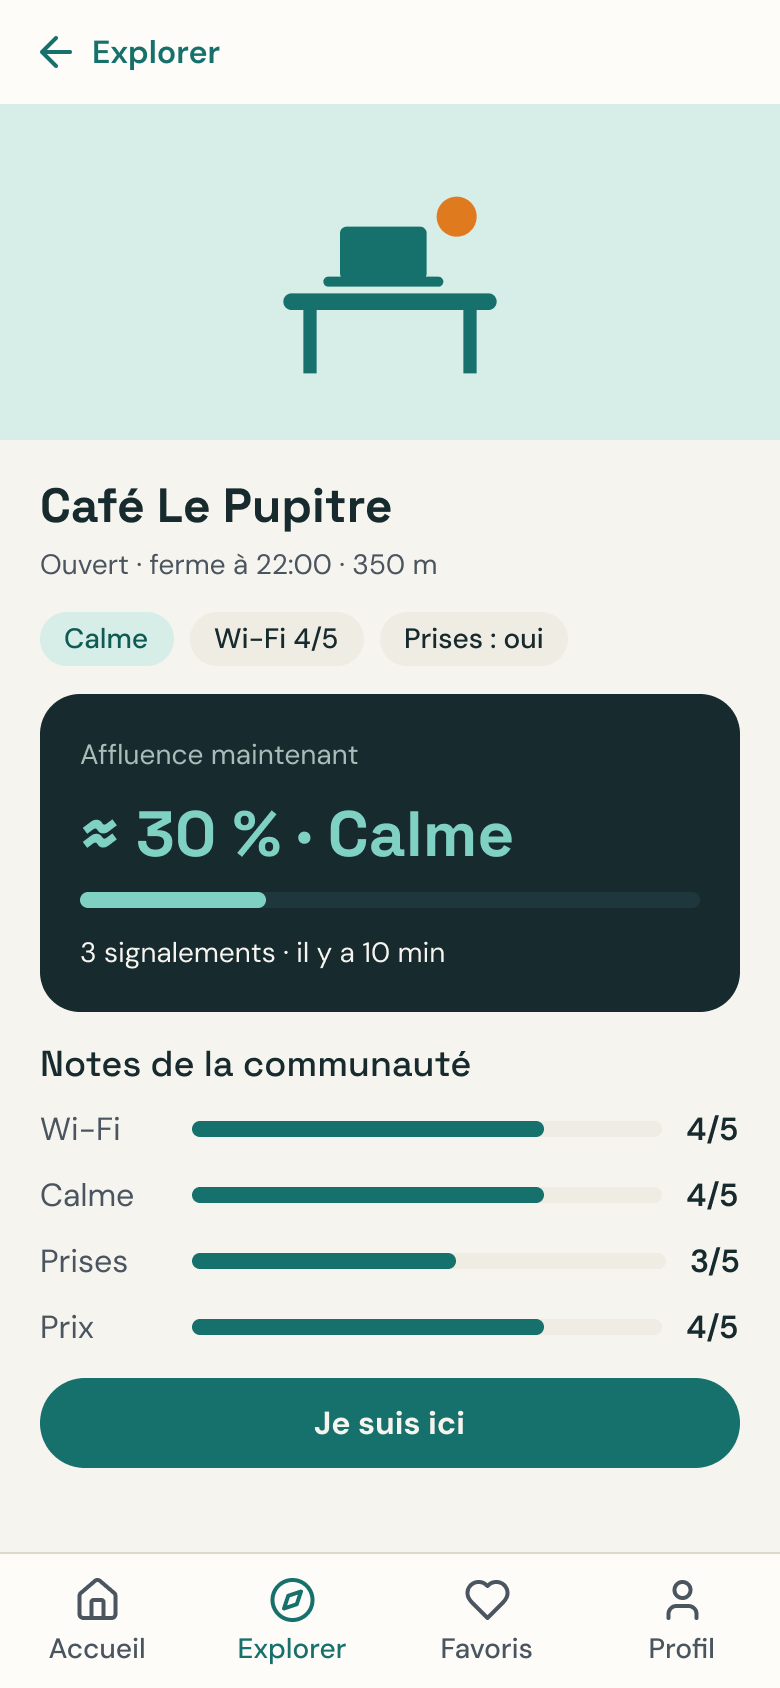 Explorer
Café Le Pupitre
Ouvert · ferme à 22:00 · 350 m
Calme
Wi-Fi 4/5
Prises : oui
Affluence maintenant
≈ 30 % · Calme
3 signalements · il y a 10 min
Notes de la communauté
Wi-Fi 4/5
Calme 4/5
Prises 3/5
Prix 4/5
Je suis ici
Accueil
Explorer
Favoris
Profil